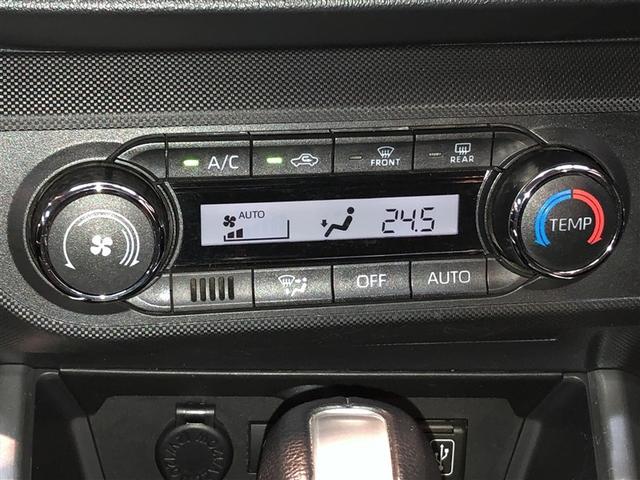 A/C FRONT REAR
AUTO 24.5 TEMP
OFF AUTO